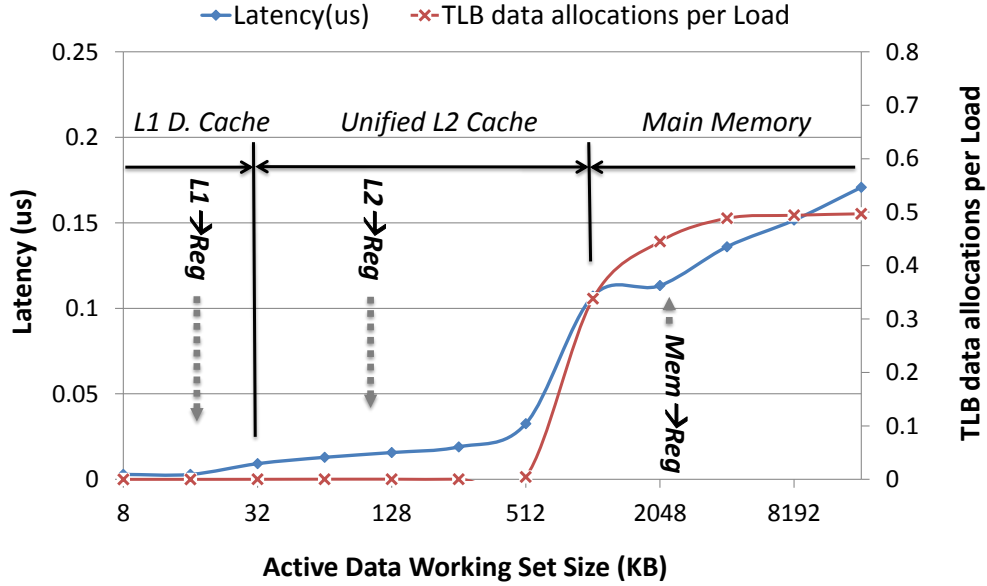 Latency(us) TLB data allocations per Load
0.25
0.2
0.15
0.1
0.05
0
0.8
0.7
0.6
0.5
0.4
0.3
0.2
0.1
0
L1 D. Cache Unified L2 Cache Main Memory
L1→Reg
L2→Reg
Mem→Reg
Latency (us)
TLB data allocations per Load
8 32 128 512 2048 8192
Active Data Working Set Size (KB)